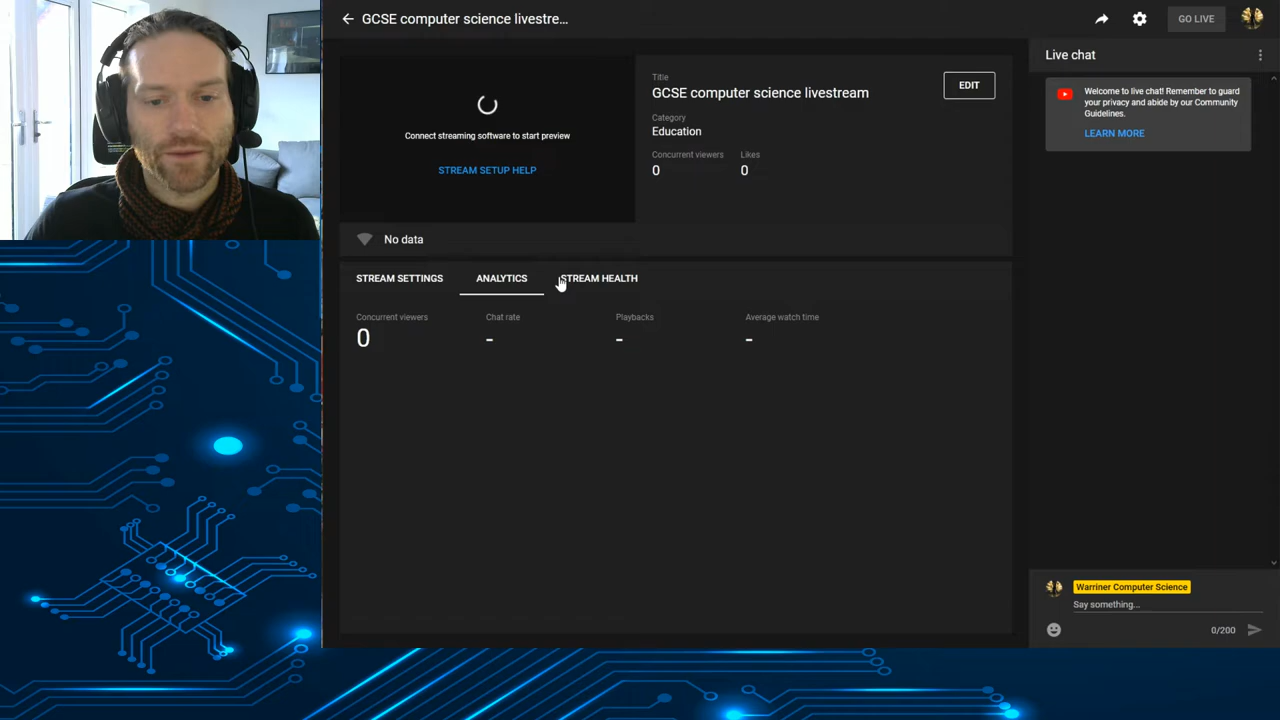 GCSE computer science livestre...
GO LIVE
Connect streaming software to start preview
STREAM SETUP HELP
No data
Title
GCSE computer science livestream
EDIT
Category
Education
Concurrent viewers
Likes
0
0
STREAM SETTINGS
ANALYTICS
STREAM HEALTH
Concurrent viewers
Chat rate
Playbacks
Average watch time
0
-
-
-
Live chat
Welcome to live chat! Remember to guard
your privacy and abide by our Community
Guidelines.
LEARN MORE
Warriner Computer Science
Say something...
0/200